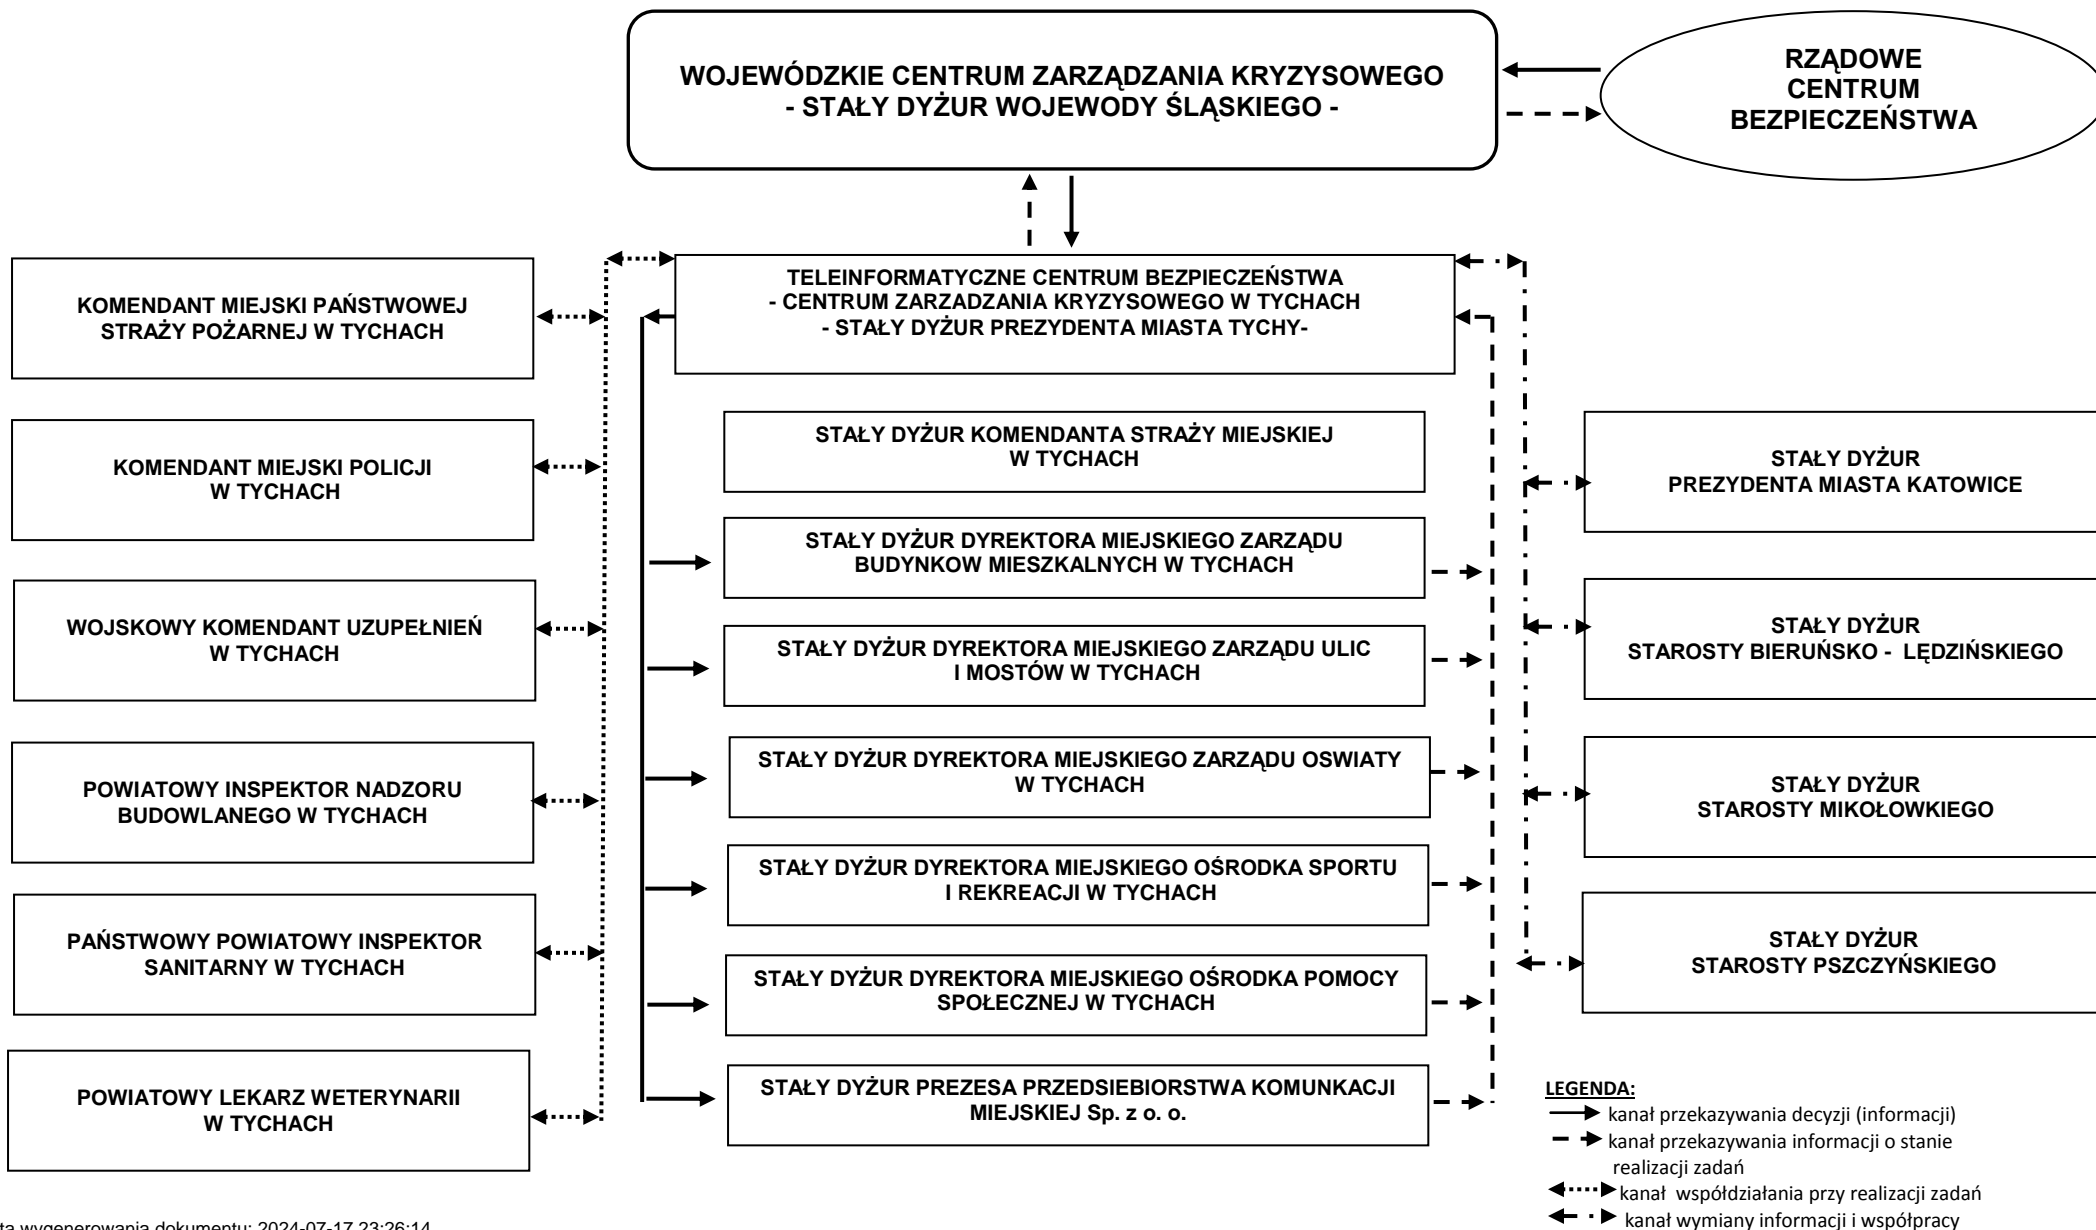 WOJEWÓDZKIE CENTRUM ZARZĄDZANIA KRYZYSOWEGO
- STAŁY DYŻUR WOJEWODY ŚLĄSKIEGO -
RZĄDOWE
CENTRUM
BEZPIECZEŃSTWA
TELEINFORMATYCZNE CENTRUM BEZPIECZEŃSTWA
- CENTRUM ZARZADZANIA KRYZYSOWEGO W TYCHACH
- STAŁY DYŻUR PREZYDENTA MIASTA TYCHY-
KOMENDANT MIEJSKI PAŃSTWOWEJ
STRAŻY POŻARNEJ W TYCHACH
KOMENDANT MIEJSKI POLICJI
W TYCHACH
WOJSKOWY KOMENDANT UZUPEŁNIEŃ
W TYCHACH
POWIATOWY INSPEKTOR NADZORU
BUDOWLANEGO W TYCHACH
PAŃSTWOWY POWIATOWY INSPEKTOR
SANITARNY W TYCHACH
POWIATOWY LEKARZ WETERYNARII
W TYCHACH
STAŁY DYŻUR KOMENDANTA STRAŻY MIEJSKIEJ
W TYCHACH
STAŁY DYŻUR DYREKTORA MIEJSKIEGO ZARZĄDU
BUDYNKOW MIESZKALNYCH W TYCHACH
STAŁY DYŻUR DYREKTORA MIEJSKIEGO ZARZĄDU ULIC
I MOSTÓW W TYCHACH
STAŁY DYŻUR DYREKTORA MIEJSKIEGO ZARZĄDU OSWIATY
W TYCHACH
STAŁY DYŻUR DYREKTORA MIEJSKIEGO OŚRODKA SPORTU
I REKREACJI W TYCHACH
STAŁY DYŻUR DYREKTORA MIEJSKIEGO OŚRODKA POMOCY
SPOŁECZNEJ W TYCHACH
STAŁY DYŻUR PREZESA PRZEDSIEBIORSTWA KOMUNKACJI
MIEJSKIEJ Sp. z o. o.
STAŁY DYŻUR
PREZYDENTA MIASTA KATOWICE
STAŁY DYŻUR
STAROSTY BIERUŃSKO - LĘDZIŃSKIEGO
STAŁY DYŻUR
STAROSTY MIKOŁOWKIEGO
STAŁY DYŻUR
STAROSTY PSZCZYŃSKIEGO
LEGENDA:
kanał przekazywania decyzji (informacji)
kanał przekazywania informacji o stanie
realizacji zadań
kanał współdziałania przy realizacji zadań
kanał wymiany informacji i współpracy
ta wygenerowania dokumentu: 2024-07-17 23:26:14